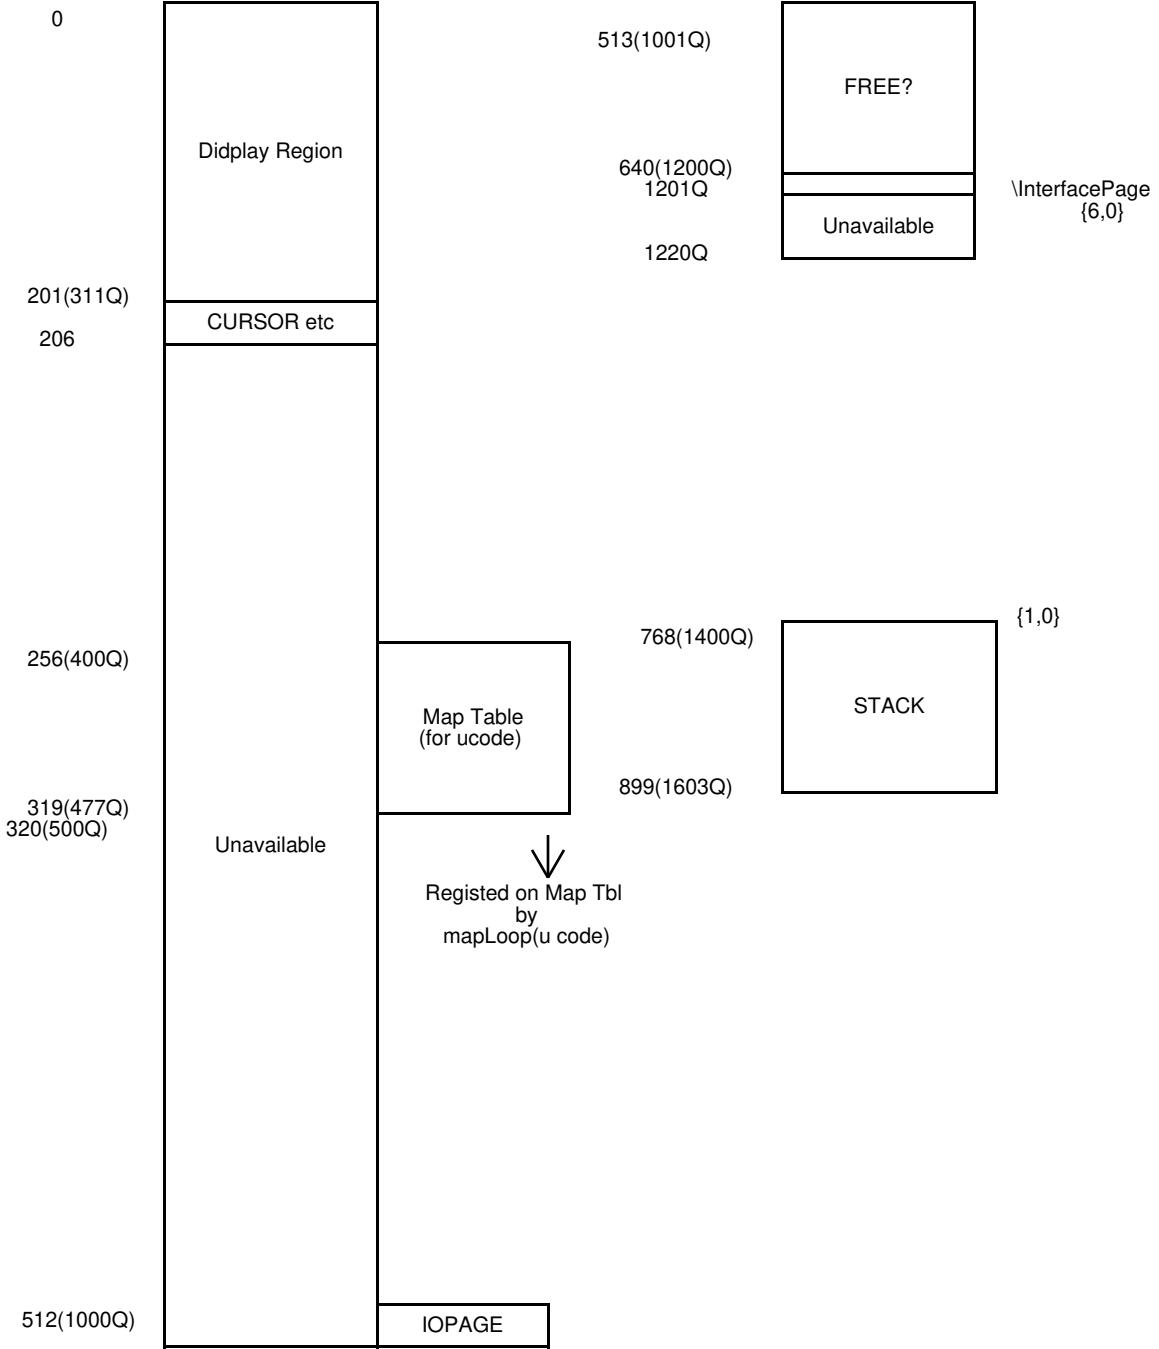 0
Didplay Region
201(311Q)
CURSOR etc
206
256(400Q)
Map Table
(for ucode)
319(477Q)
320(500Q)
Unavailable
Registed on Map Tbl
by
mapLoop(u code)
512(1000Q)
IOPAGE
513(1001Q)
FREE?
640(1200Q)
1201Q
\InterfacePage
{6,0}
Unavailable
1220Q
{1,0}
768(1400Q)
STACK
899(1603Q)